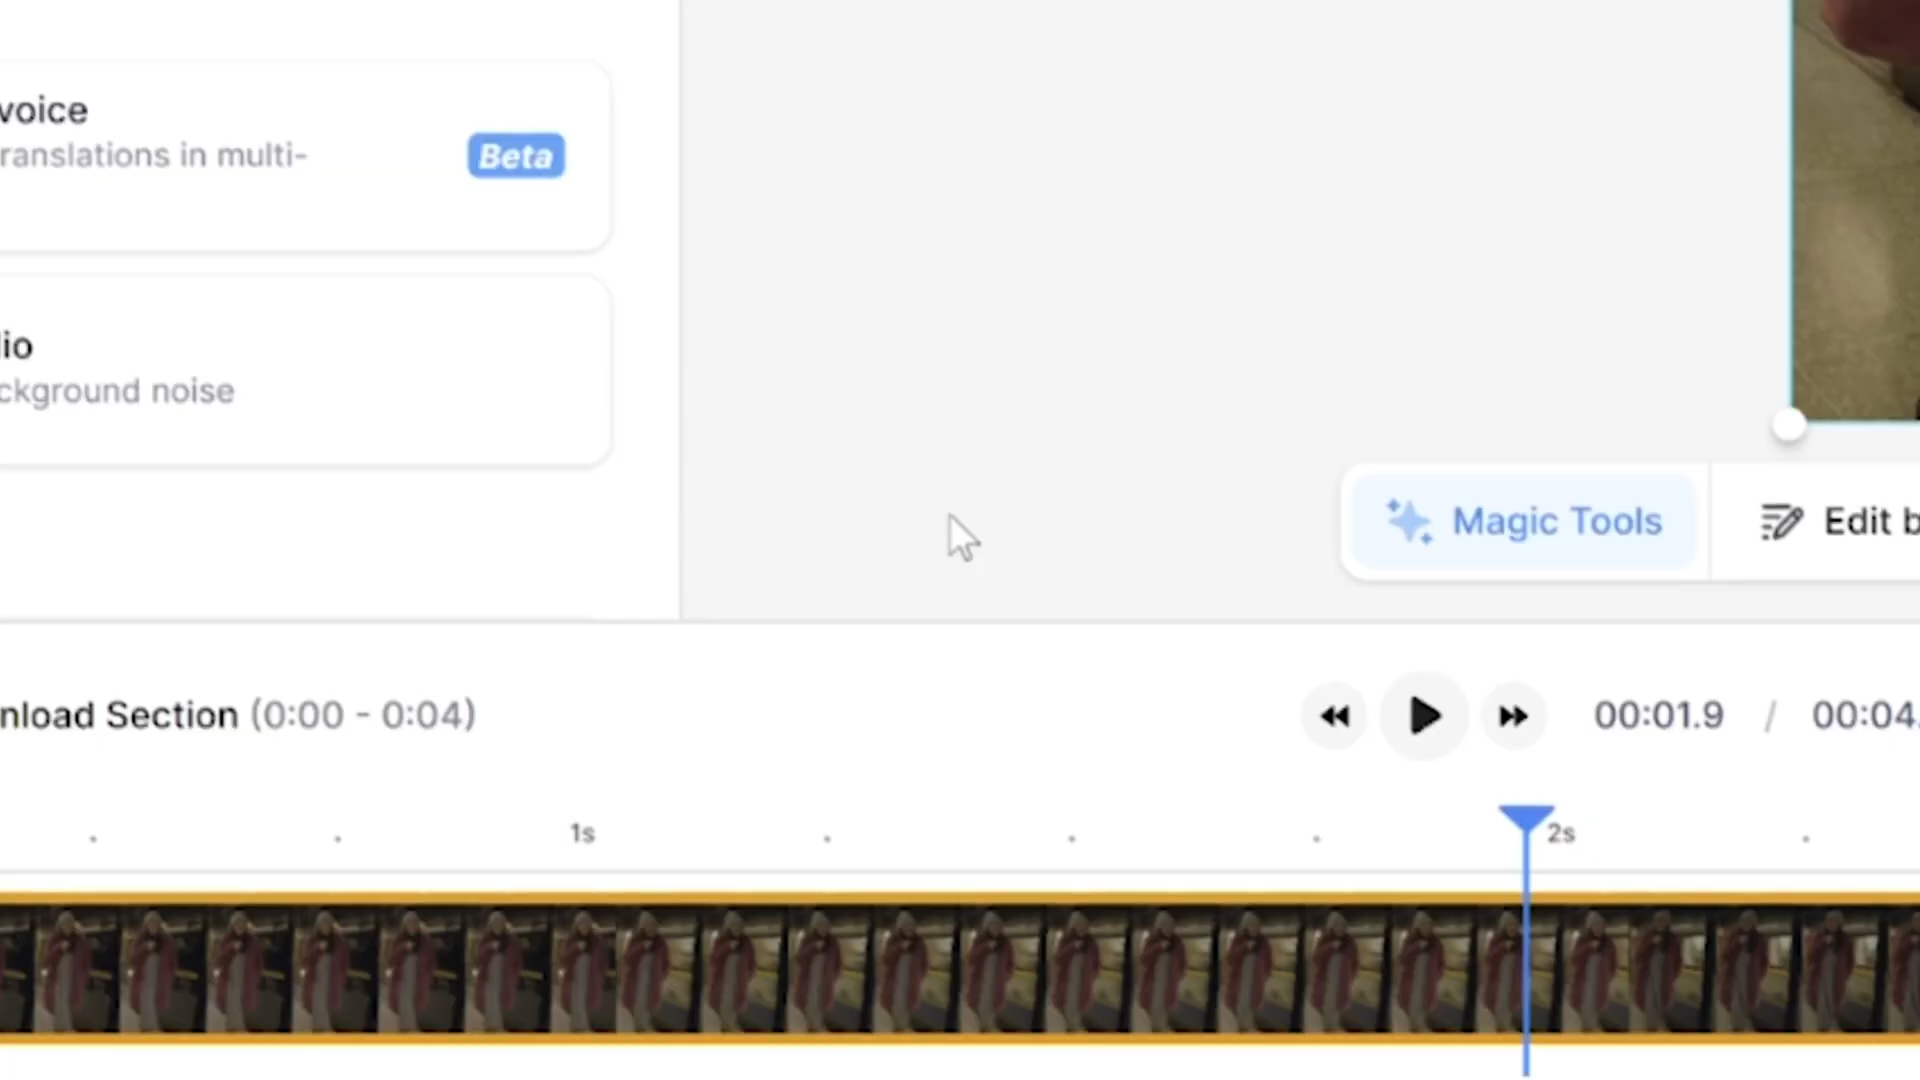 voice
ranslations in multi-
Beta
lio
ckground noise
Magic Tools
Edit b
nload Section (0:00 - 0:04)
00:01.9 / 00:04.
1s
2s